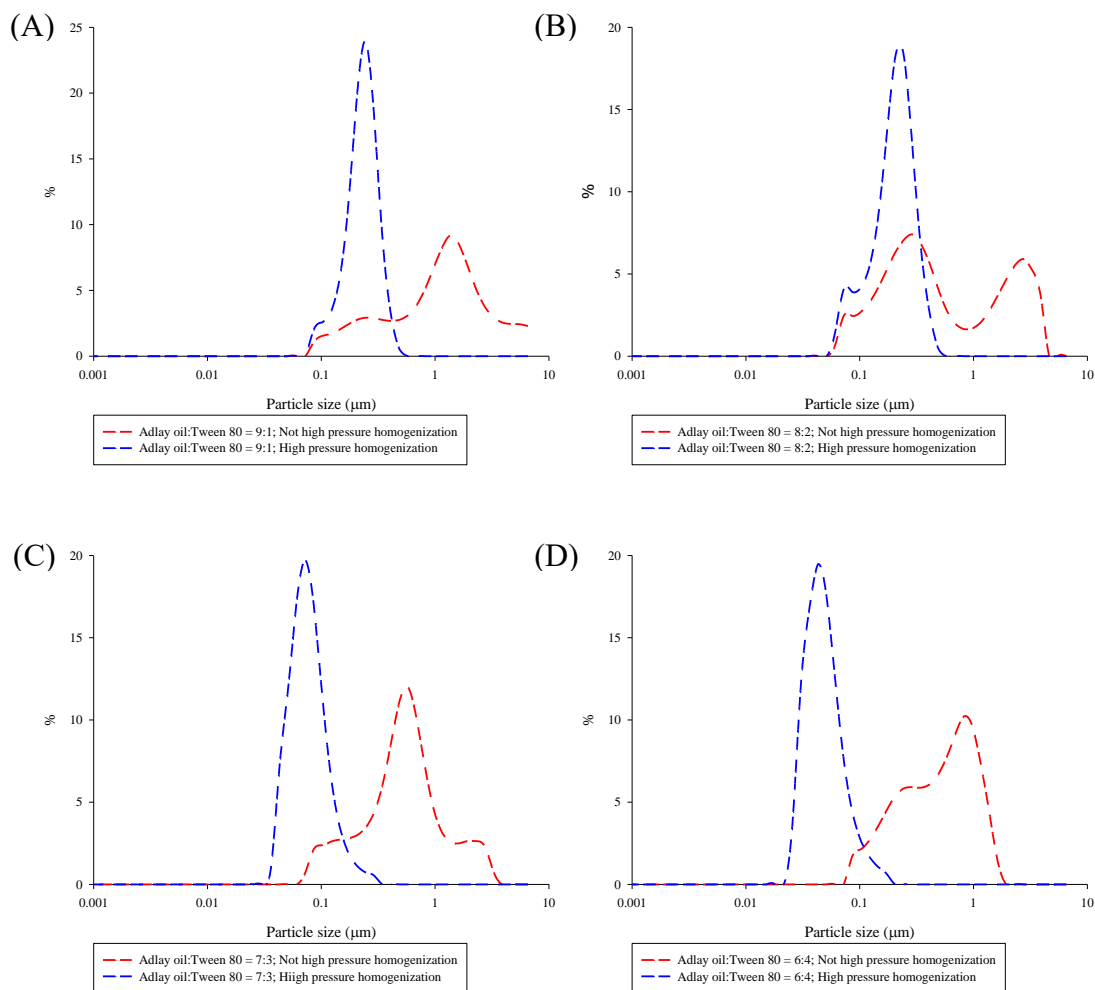 (A)
25
20
15
10
5
0
%
0.001 0.01 0.1 1 10
Particle size (μm)
Adlay oil:Tween 80 = 9:1; Not high pressure homogenization
Adlay oil:Tween 80 = 9:1; High pressure homogenization
(B)
20
15
10
5
0
%
0.001 0.01 0.1 1 10
Particle size (μm)
Adlay oil:Tween 80 = 8:2; Not high pressure homogenization
Adlay oil:Tween 80 = 8:2; High pressure homogenization
(C)
20
15
10
5
0
%
0.001 0.01 0.1 1 10
Particle size (μm)
Adlay oil:Tween 80 = 7:3; Not high pressure homogenization
Adlay oil:Tween 80 = 7:3; Hiigh pressure homogenization
(D)
20
15
10
5
0
%
0.001 0.01 0.1 1 10
Particle size (μm)
Adlay oil:Tween 80 = 6:4; Not high pressure homogenization
Adlay oil:Tween 80 = 6:4; High pressure homogenization